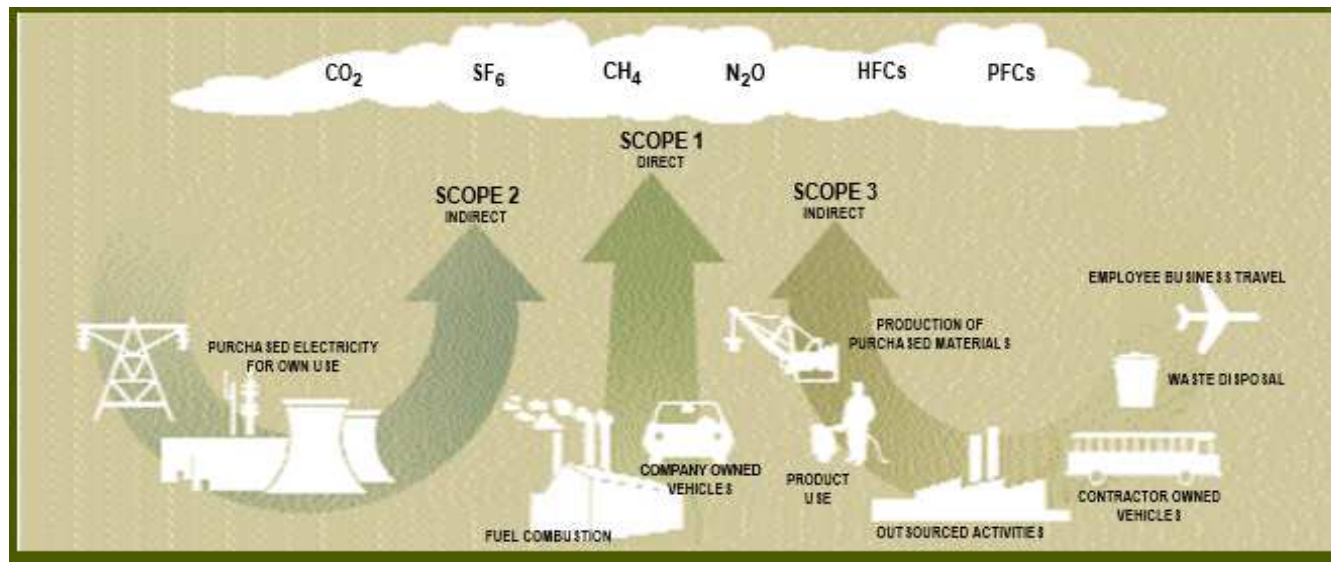 CO₂ SF₆ CH₄ N₂O HFCs PFCs
SCOPE 1
DIRECT
SCOPE 2
INDIRECT
SCOPE 3
INDIRECT
EMPLOYEE BUSINESS TRAVEL
PURCHASED ELECTRICITY
FOR OWN USE
PRODUCTION OF
PURCHASED MATERIALS
WASTE DISPOSAL
COMPANY OWNED
VEHICLES
PRODUCT
USE
CONTRACTOR OWNED
VEHICLES
FUEL COMBUSTION
OUTSOURCED ACTIVITIES